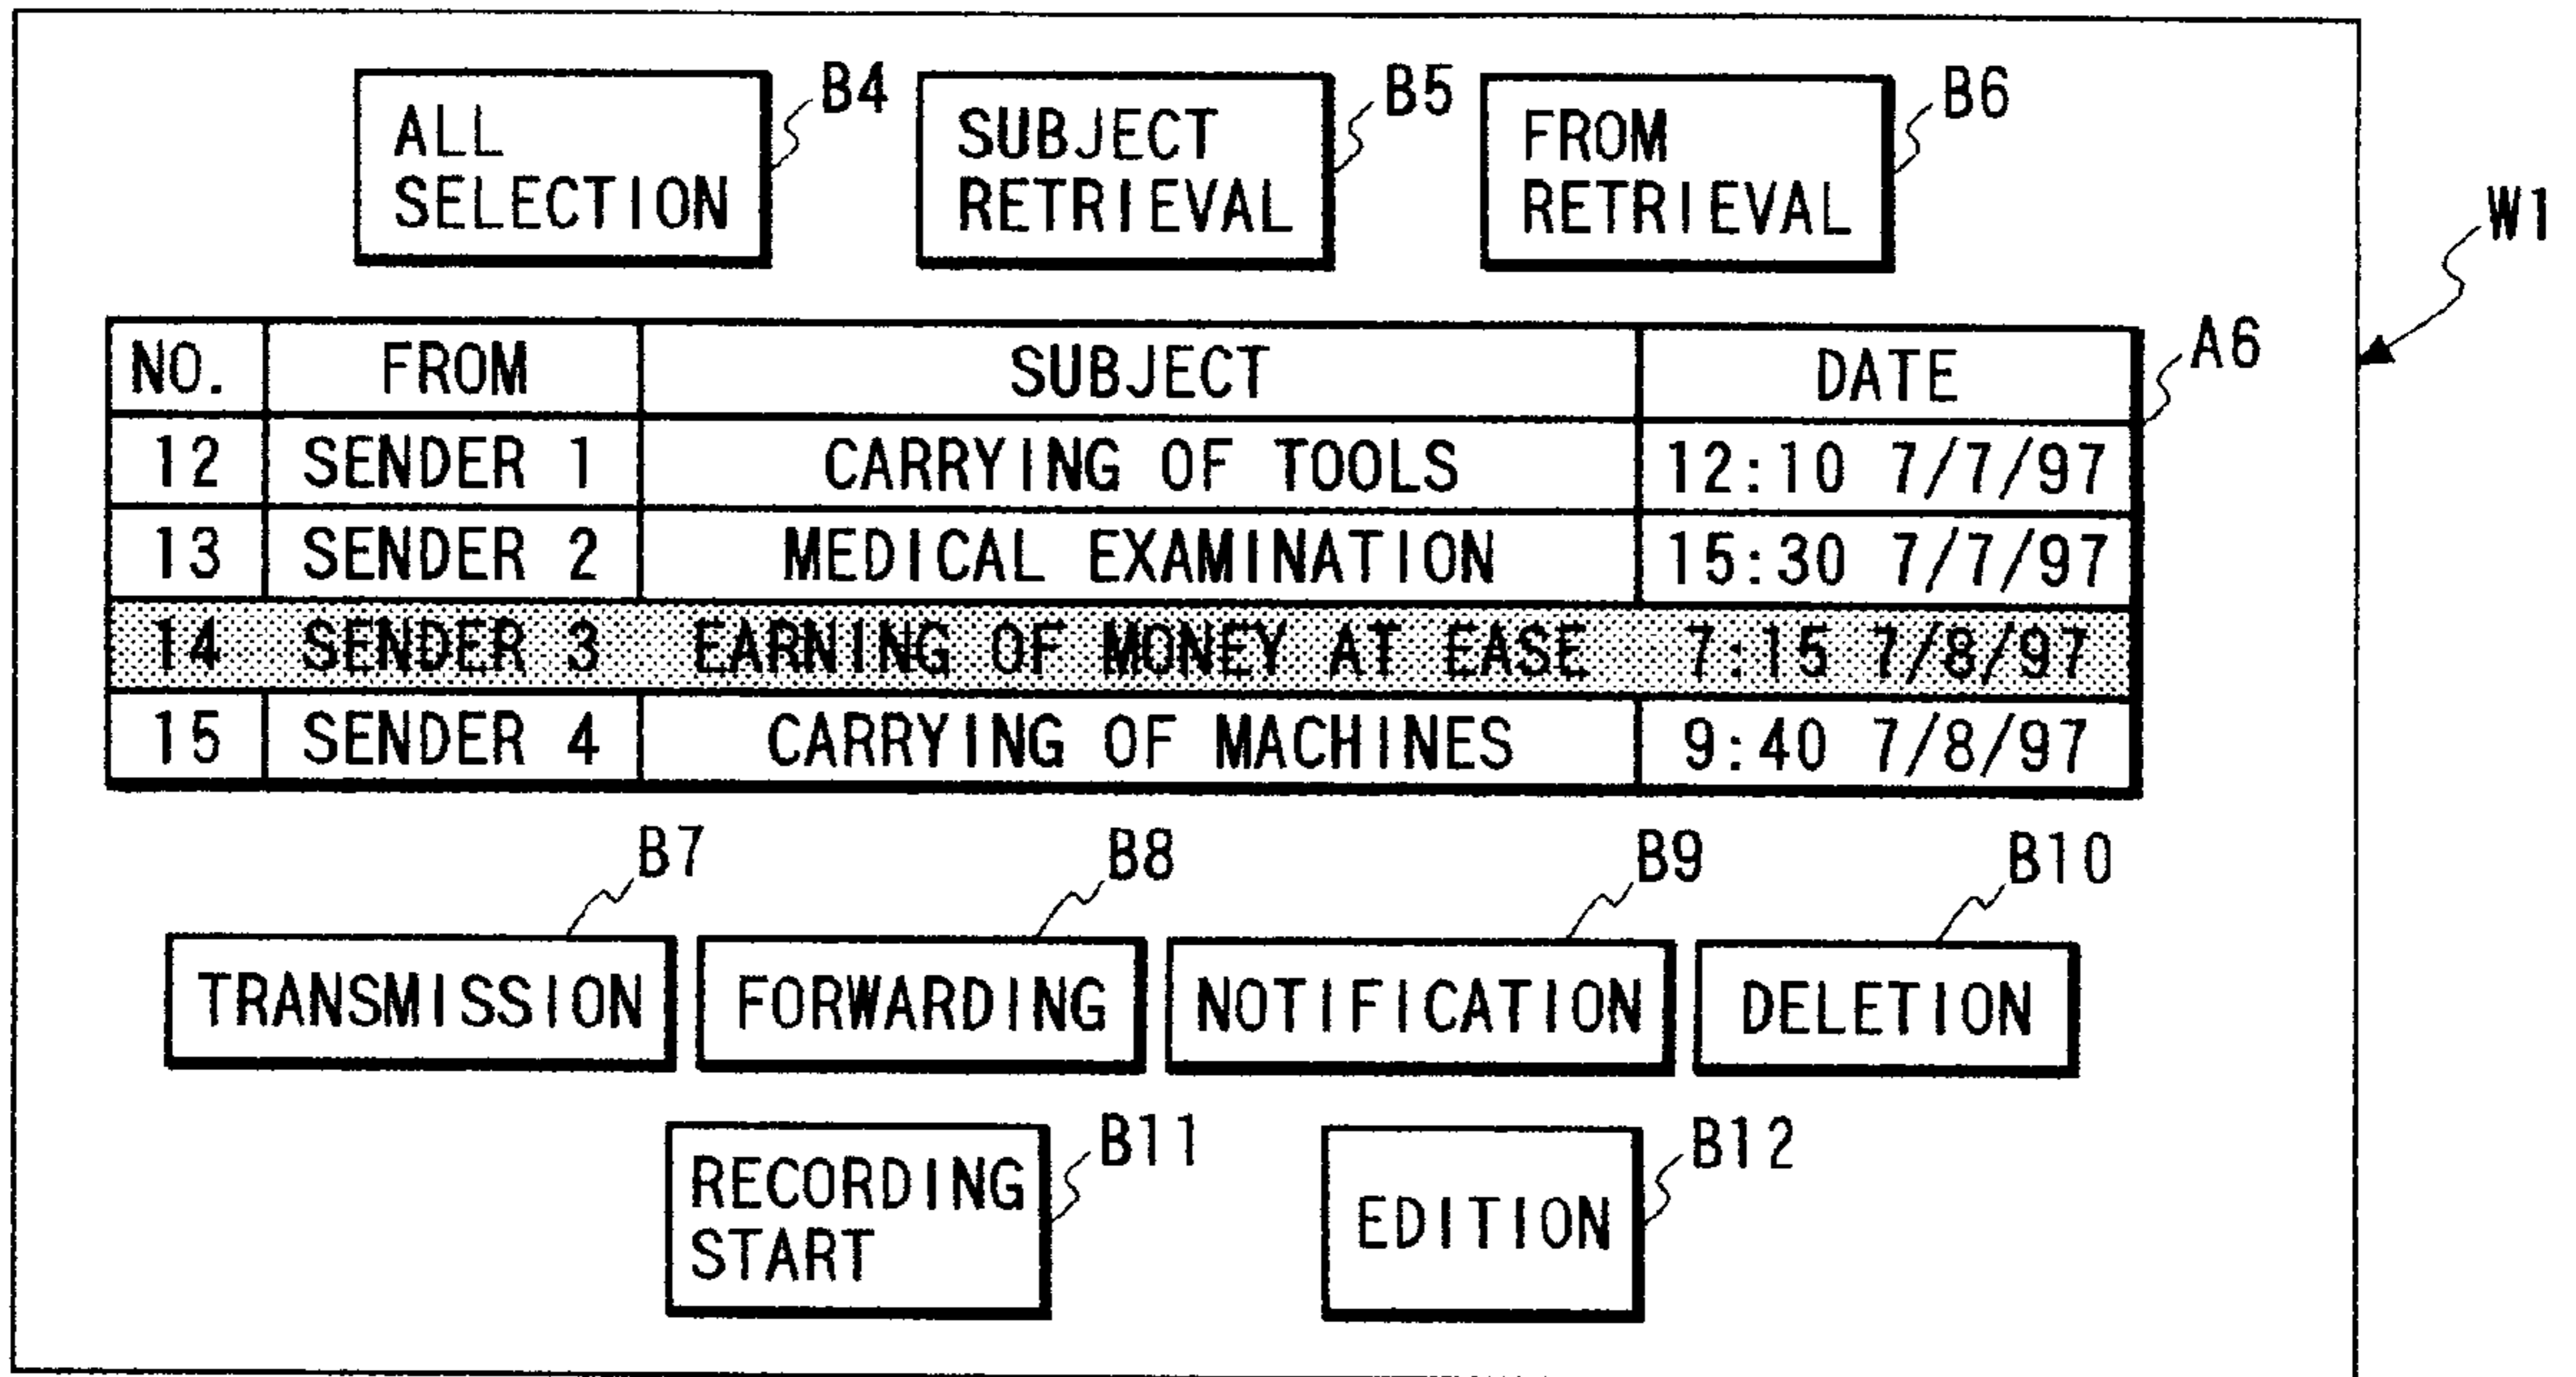 ALL
SELECTION
B4
SUBJECT
RETRIEVAL
B5
FROM
RETRIEVAL
B6
W1
A6
NO. FROM SUBJECT DATE
12 SENDER 1 CARRYING OF TOOLS 12:10 7/7/97
13 SENDER 2 MEDICAL EXAMINATION 15:30 7/7/97
14 SENDER 3 EARNING OF MONEY AT EASE 7:15 7/8/97
15 SENDER 4 CARRYING OF MACHINES 9:40 7/8/97
B7 B8 B9 B10
TRANSMISSION FORWARDING NOTIFICATION DELETION
RECORDING
START
B11
EDITION
B12